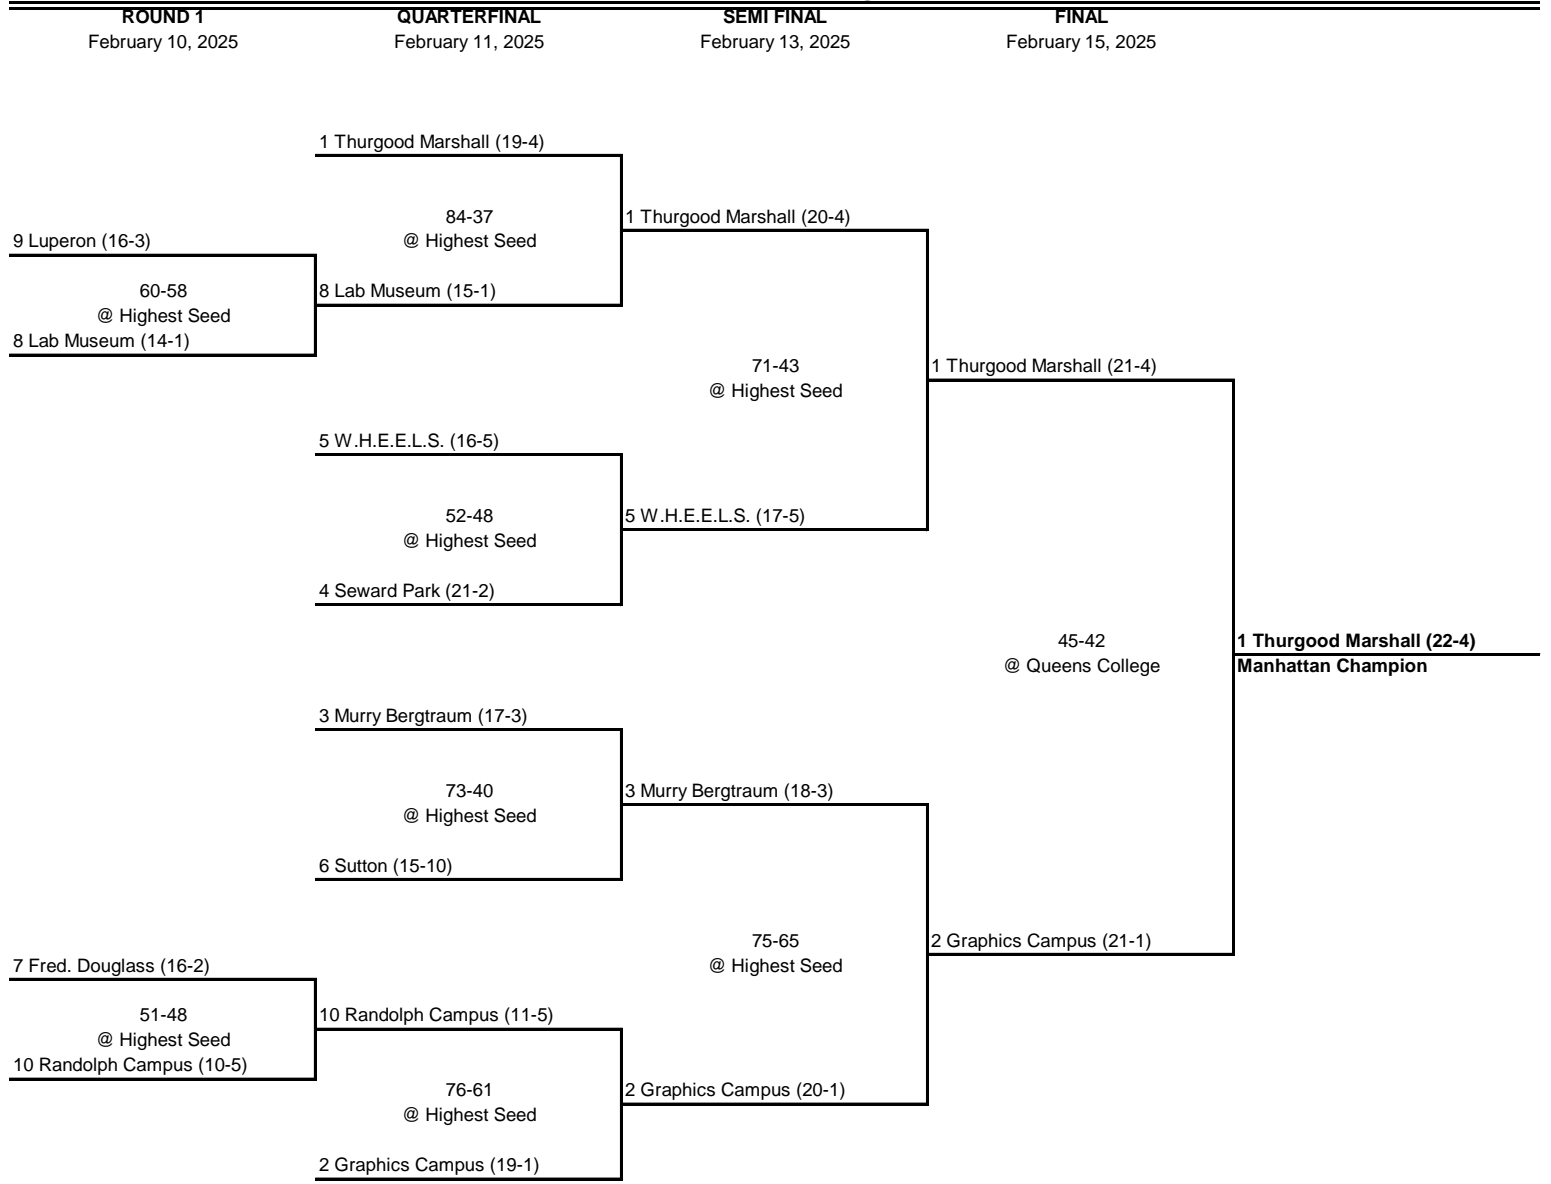 ROUND 1
QUARTERFINAL
SEMI FINAL
FINAL
February 10, 2025
February 11, 2025
February 13, 2025
February 15, 2025
1 Thurgood Marshall (19-4)
84-37
@ Highest Seed
1 Thurgood Marshall (20-4)
9 Luperon (16-3)
60-58
@ Highest Seed
8 Lab Museum (15-1)
8 Lab Museum (14-1)
71-43
@ Highest Seed
1 Thurgood Marshall (21-4)
5 W.H.E.E.L.S. (16-5)
52-48
@ Highest Seed
5 W.H.E.E.L.S. (17-5)
4 Seward Park (21-2)
45-42
@ Queens College
1 Thurgood Marshall (22-4)
Manhattan Champion
3 Murry Bergtraum (17-3)
73-40
@ Highest Seed
3 Murry Bergtraum (18-3)
6 Sutton (15-10)
75-65
@ Highest Seed
2 Graphics Campus (21-1)
7 Fred. Douglass (16-2)
51-48
@ Highest Seed
10 Randolph Campus (11-5)
10 Randolph Campus (10-5)
76-61
@ Highest Seed
2 Graphics Campus (20-1)
2 Graphics Campus (19-1)